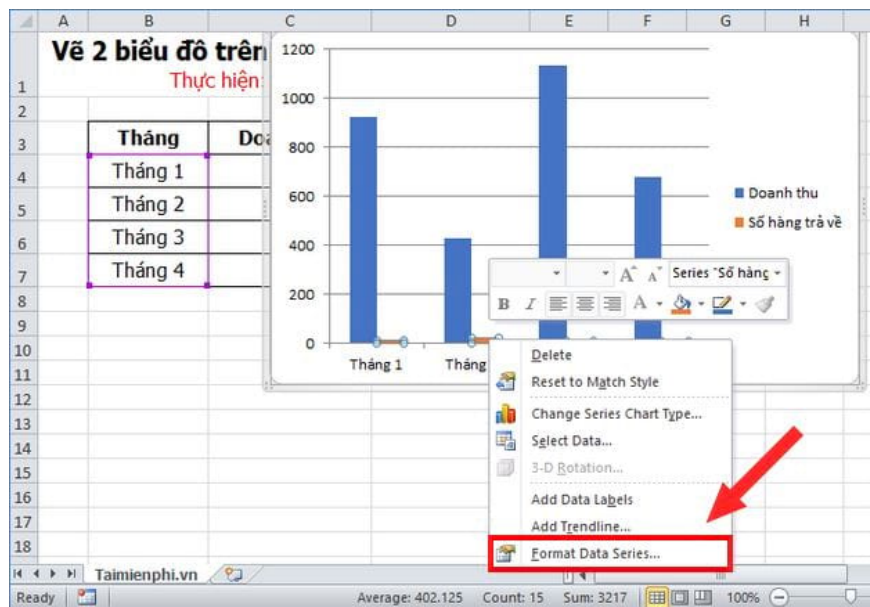 A B C D E F G H
1 Vẽ 2 biểu đồ trên
Thực hiện:
1200
1000
800
600
400
200
0
2
3 Tháng Doa
4 Tháng 1
5 Tháng 2
6 Tháng 3
7 Tháng 4
8
9
10
11
12
13
14
15
16
17
18
Doanh thu
Số hàng trả về
Tháng 1 Tháng
A A Series "Số hàng
B I A
Delete
Reset to Match Style
Change Series Chart Type...
Select Data...
3-D Rotation...
Add Data Labels
Add Trendline...
Format Data Series...
Taimienphi.vn
Ready Average: 402.125 Count: 15 Sum: 3217 100%